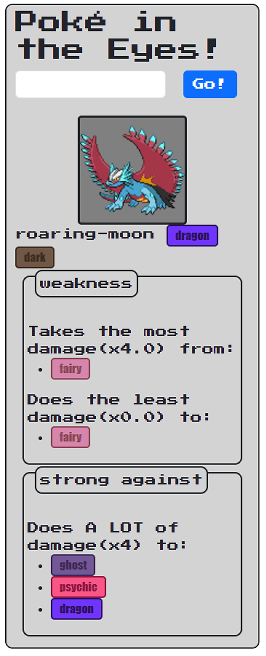 Poké in
the Eyes!
Go!
roaring-moon dragon
dark
weakness
Takes the most
damage(x4.0) from:
fairy
Does the least
damage(x0.0) to:
fairy
strong against
Does A LOT of
damage(x4) to:
ghost
psychic
dragon